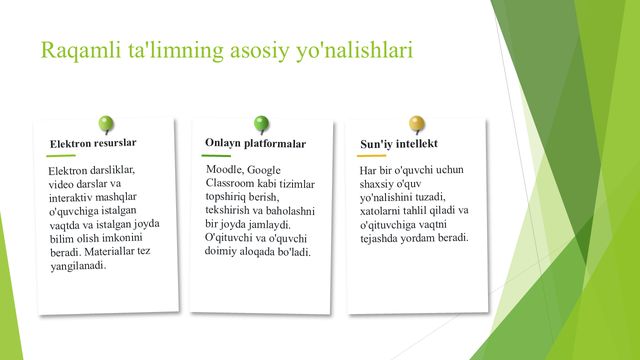 Raqamli ta'limning asosiy yo'nalishlari
Elektron resurslar
Elektron darsliklar,
video darslar va
interaktiv mashqlar
o'quvchiga istalgan
vaqtda va istalgan joyda
bilim olish imkonini
beradi. Materiallar tez
yangilanadi.
Onlayn platformalar
Moodle, Google
Classroom kabi tizimlar
topshiriq berish,
tekshirish va baholashni
bir joyda jamlaydi.
O'qituvchi va o'quvchi
doimiy aloqada bo'ladi.
Sun'iy intellekt
Har bir o'quvchi uchun
shaxsiy o'quv
yo'nalishini tuzadi,
xatolarni tahlil qiladi va
o'qituvchiga vaqtni
tejashda yordam beradi.